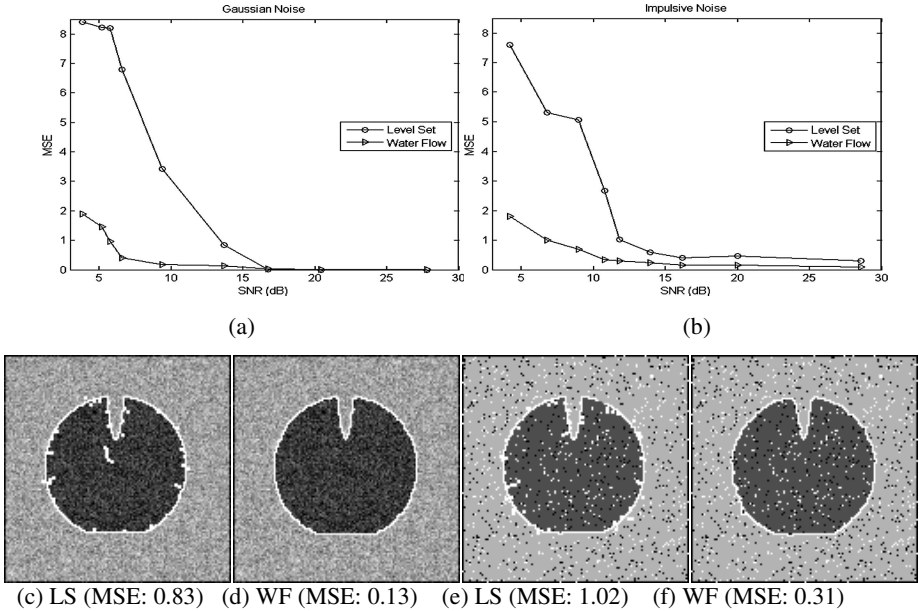 Gaussian Noise
8
7
6
5
4
3
2
1
0
MSE
Level Set
Water Flow
5 10 15 20 25 30
SNR (dB)
(a)
Impulsive Noise
8
7
6
5
4
3
2
1
0
MSE
Level Set
Water Flow
5 10 15 20 25 30
SNR (dB)
(b)
(c) LS (MSE: 0.83) (d) WF (MSE: 0.13) (e) LS (MSE: 1.02) (f) WF (MSE: 0.31)